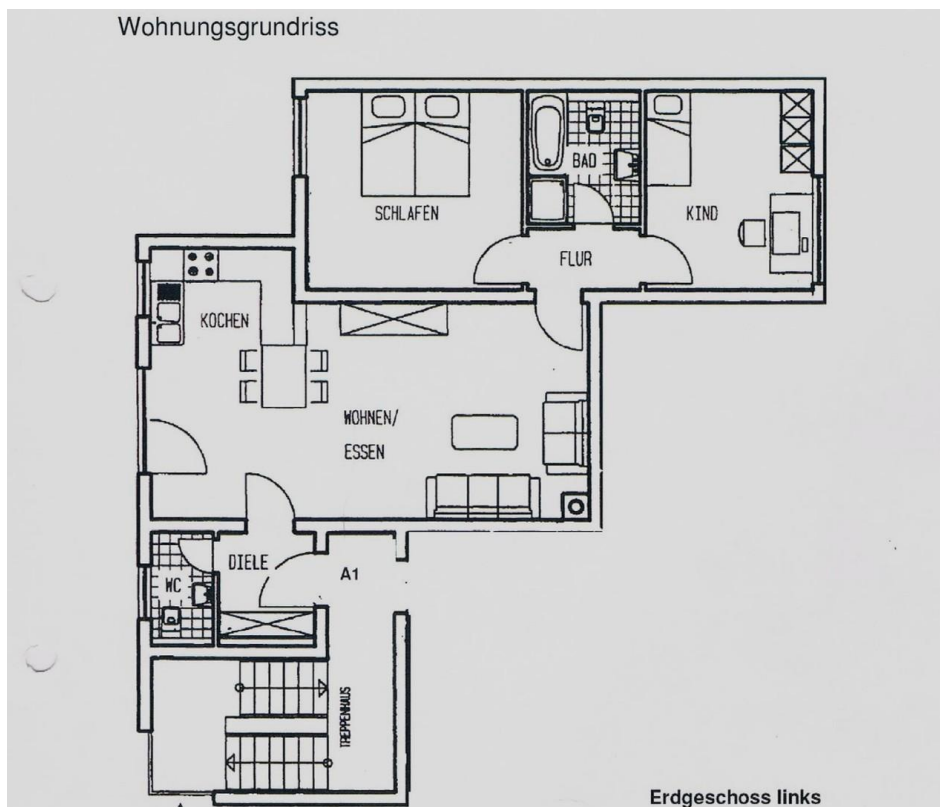 Wohnungsgrundriss
BAD
SCHLAFEN
KIND
FLUR
KOCHEN
WOHNEN/
ESSEN
DIELE
A1
WC
TREPPENHAUS
Erdgeschoss links